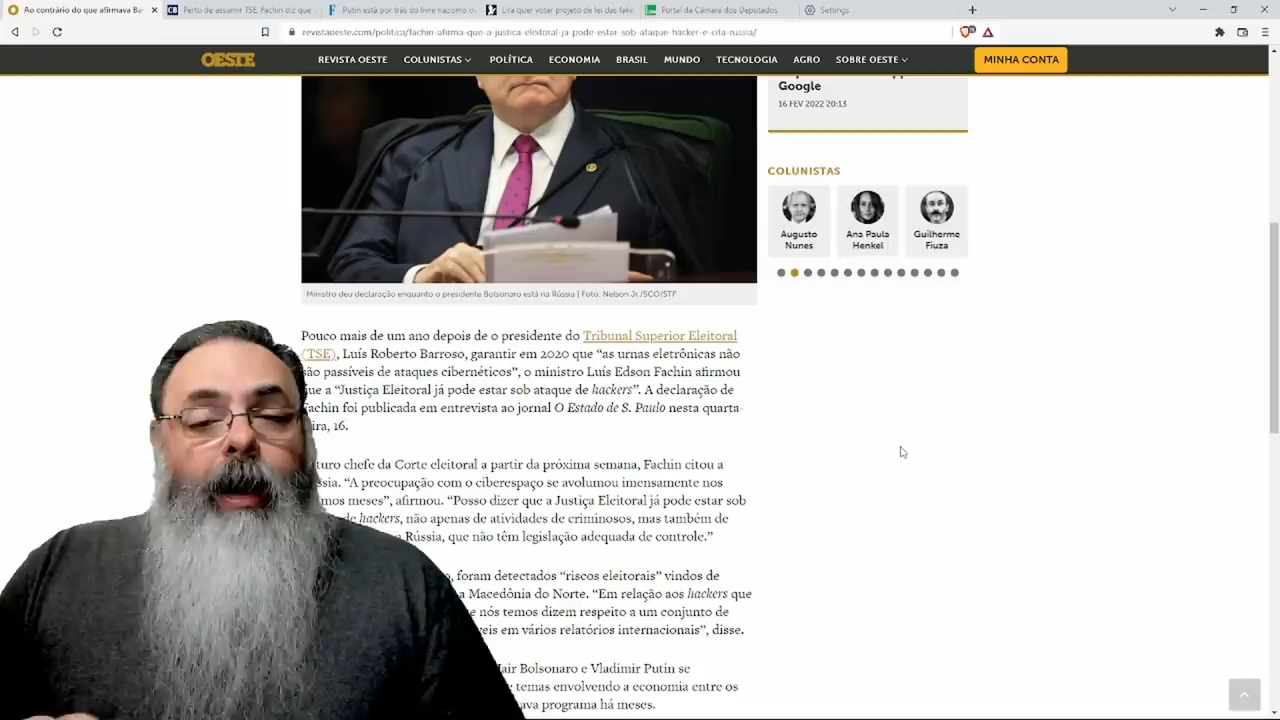 Ao contrário do que afirmava Bar
Perto de assumir TSE, Fachin diz que
Putin está por trás do livre nazismo ou
Lira quer votar projeto de lei das fake
Portal da Câmara dos Deputados
Settings
revistaoeste.com/politica/fachin-afirma-que-a-justica-eleitoral-ja-pode-estar-sob-ataque-hacker-e-cita-russia/
OESTE
REVISTA OESTE
COLUNISTAS
POLÍTICA
ECONOMIA
BRASIL
MUNDO
TECNOLOGIA
AGRO
SOBRE OESTE
MINHA CONTA
Google
16 FEV 2022 20:13
COLUNISTAS
Augusto
Nunes
Ana Paula
Henkel
Guilherme
Fiuza
Ministro deu declaração enquanto o presidente Bolsonaro está na Rússia | Foto: Nelson Jr./SCO/STF
Pouco mais de um ano depois de o presidente do Tribunal Superior Eleitoral
(TSE), Luís Roberto Barroso, garantir em 2020 que “as urnas eletrônicas não
são passíveis de ataques cibernéticos”, o ministro Luís Edson Fachin afirmou
que a “Justiça Eleitoral já pode estar sob ataque de hackers”. A declaração de
Fachin foi publicada em entrevista ao jornal O Estado de S. Paulo nesta quarta-
ira, 16.
turo chefe da Corte eleitoral a partir da próxima semana, Fachin citou a
ssia. “A preocupação com o ciberespaço se avolumou imensamente nos
mos meses”, afirmou. “Posso dizer que a Justiça Eleitoral já pode estar sob
de hackers, não apenas de atividades de criminosos, mas também de
a Rússia, que não têm legislação adequada de controle.”
, foram detectados “riscos eleitorais” vindos de
a Macedônia do Norte. “Em relação aos hackers que
e nós temos dizem respeito a um conjunto de
veis em vários relatórios internacionais”, disse.
Jair Bolsonaro e Vladimir Putin se
e temas envolvendo a economia entre os
ava programa há meses.